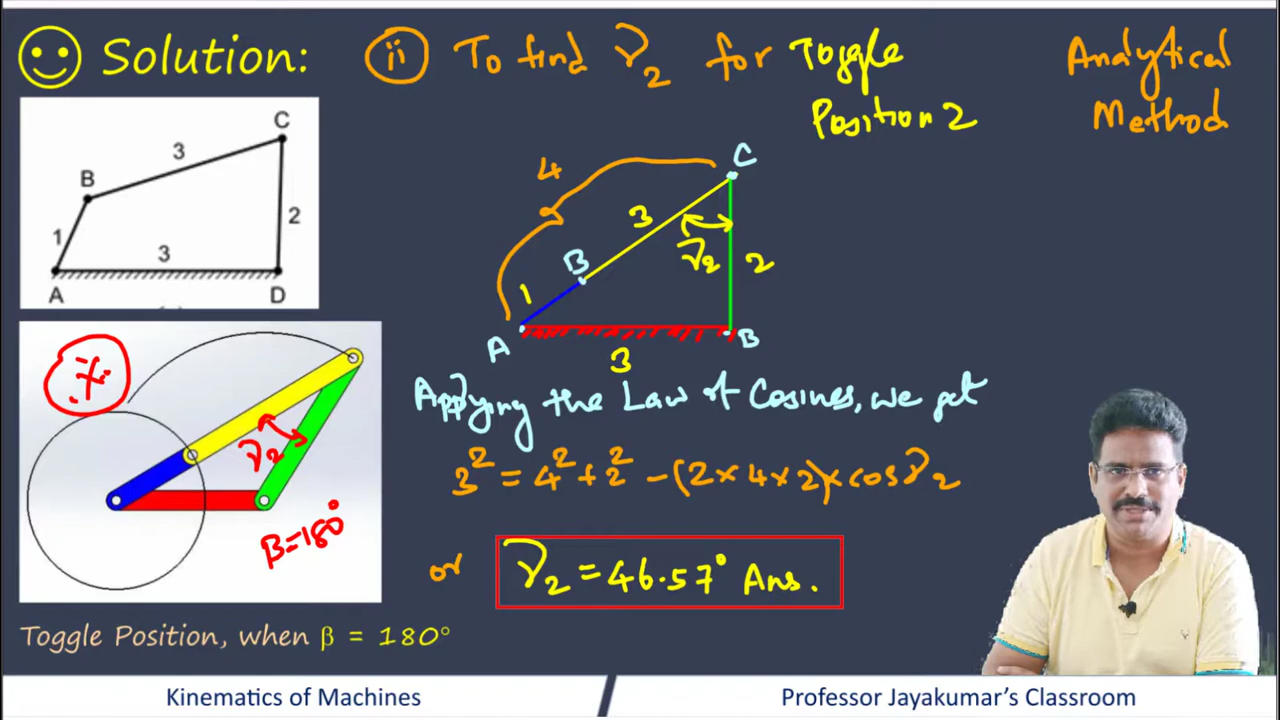 Solution:
ii To find γ2 for Toggle Position 2
Analytical Method
C
3
B
1
2
3
A
D
4
C
3
γ2
B
2
1
A
B
3
γ2
β=180°
Applying the Law of Cosines, we get
3² = 4² + 2² - (2×4×2)× cosγ2
or γ2 = 46.57° Ans.
Toggle Position, when β = 180°
Kinematics of Machines
Professor Jayakumar's Classroom